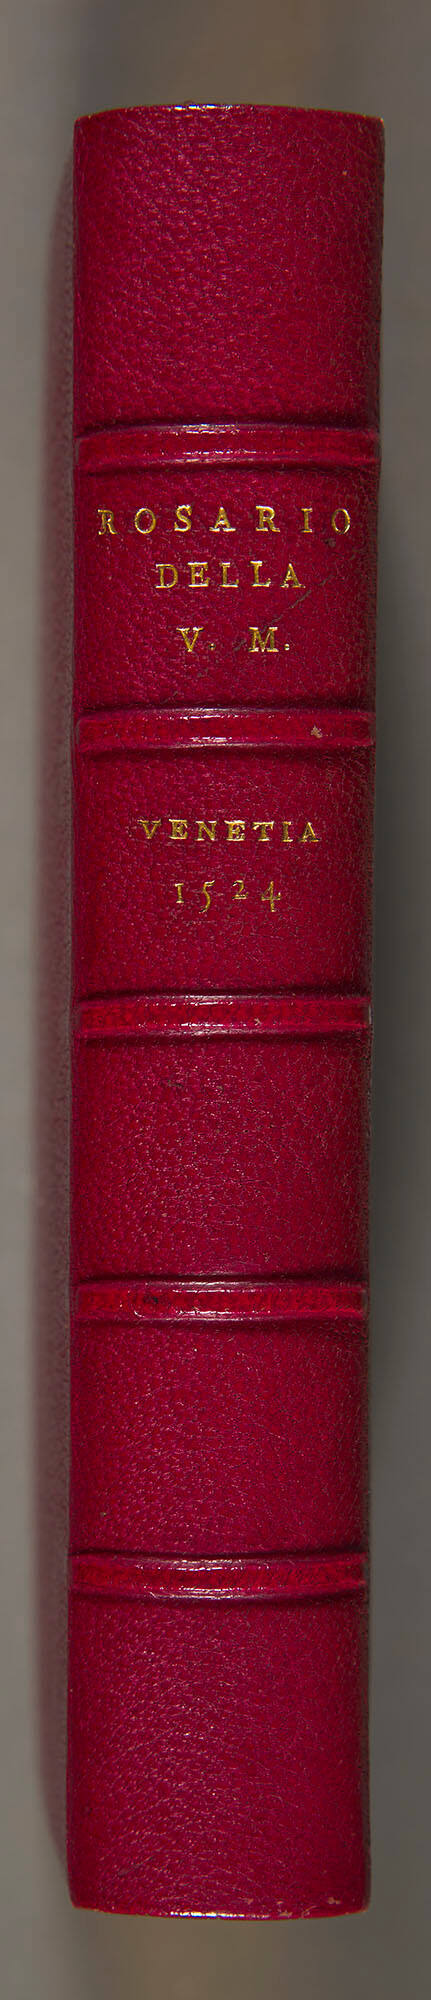 ROSARIO
DELLA
V. M.
VENETIA
1524